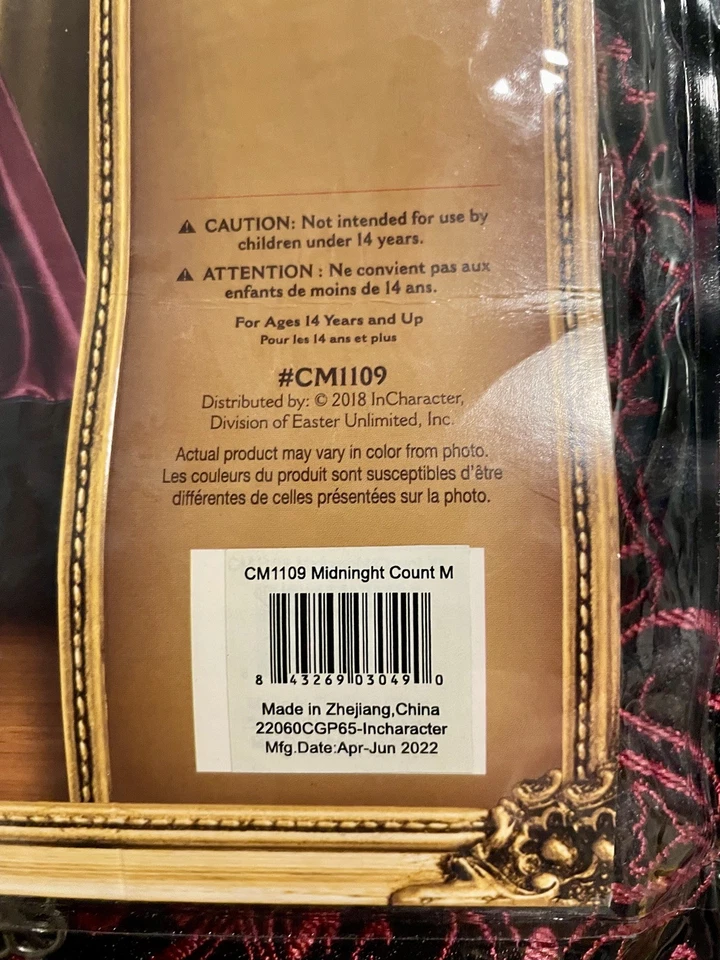 ⚠ CAUTION: Not intended for use by
children under 14 years.
⚠ ATTENTION : Ne convient pas aux
enfants de moins de 14 ans.
For Ages 14 Years and Up
Pour les 14 ans et plus
#CM1109
Distributed by: © 2018 InCharacter,
Division of Easter Unlimited, Inc.
Actual product may vary in color from photo.
Les couleurs du produit sont susceptibles d'être
différentes de celles présentées sur la photo.
CM1109 Midninght Count M
8 43269 03049 0
Made in Zhejiang,China
22060CGP65-Incharacter
Mfg.Date:Apr-Jun 2022